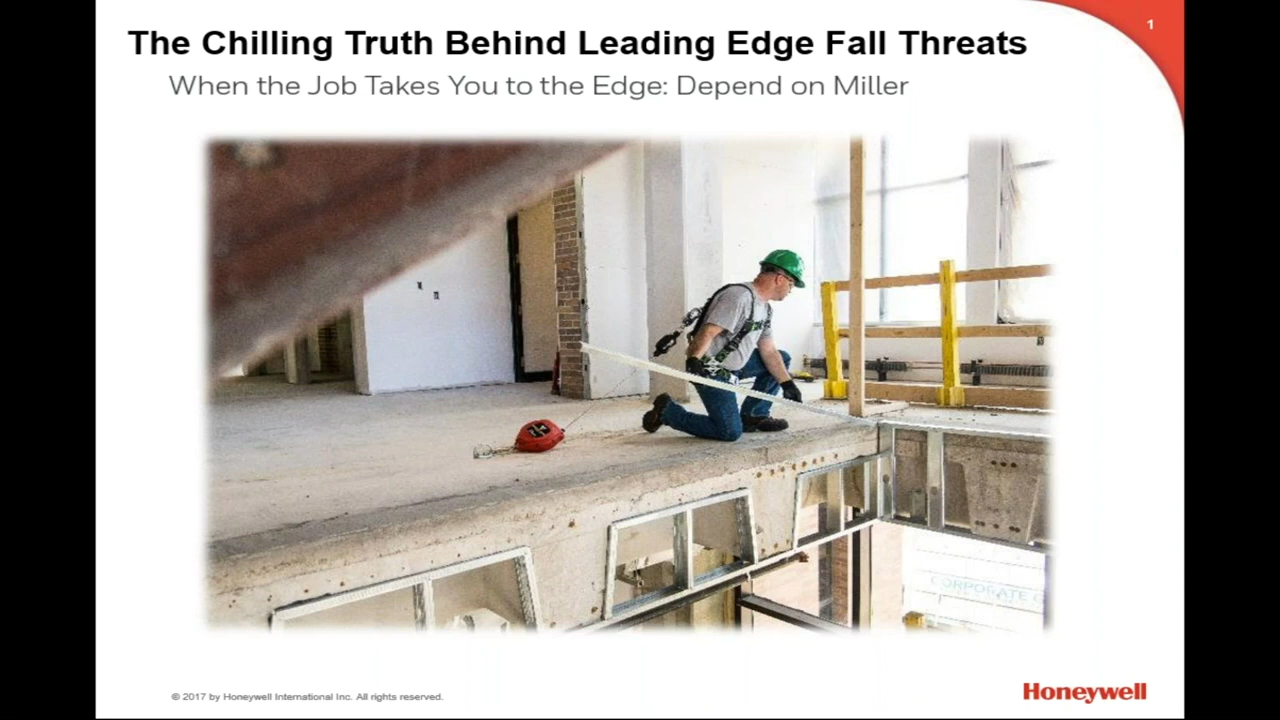 1
The Chilling Truth Behind Leading Edge Fall Threats
When the Job Takes You to the Edge: Depend on Miller
CORPORATE
© 2017 by Honeywell International Inc. All rights reserved.
Honeywell